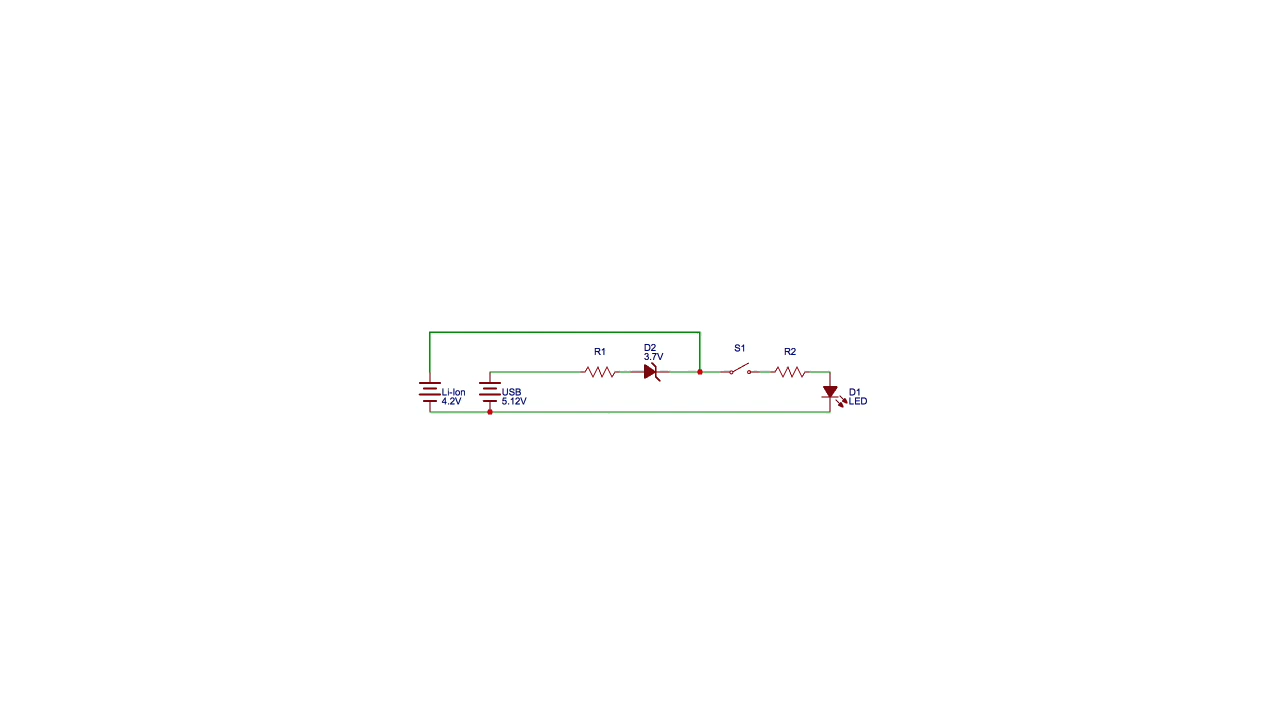 R1
D2
3.7V
S1
R2
Li-Ion
4.2V
USB
5.12V
D1
LED